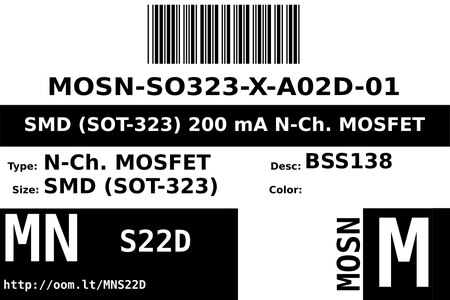 MOSN-SO323-X-A02D-01
SMD (SOT-323) 200 mA N-Ch. MOSFET
Type: N-Ch. MOSFET
Desc: BSS138
Size: SMD (SOT-323)
Color:
MN
S22D
http://oom.lt/MNS22D
MOSN
M